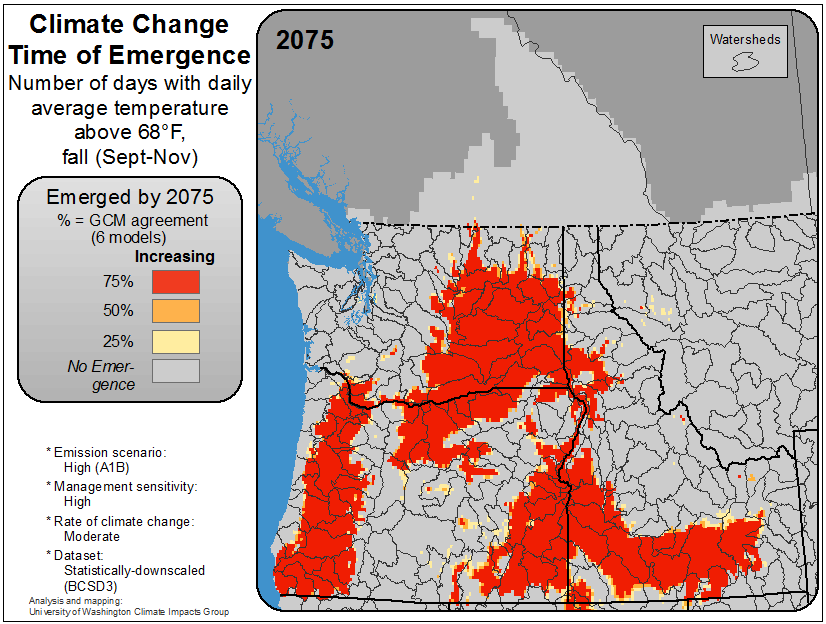 Climate Change
Time of Emergence
Number of days with daily
average temperature
above 68°F,
fall (Sept-Nov)
Emerged by 2075
% = GCM agreement
(6 models)
Increasing
75%
50%
25%
No Emer-
gence
* Emission scenario:
High (A1B)
* Management sensitivity:
High
* Rate of climate change:
Moderate
* Dataset:
Statistically-downscaled
(BCSD3)
Analysis and mapping:
University of Washington Climate Impacts Group
2075
Watersheds